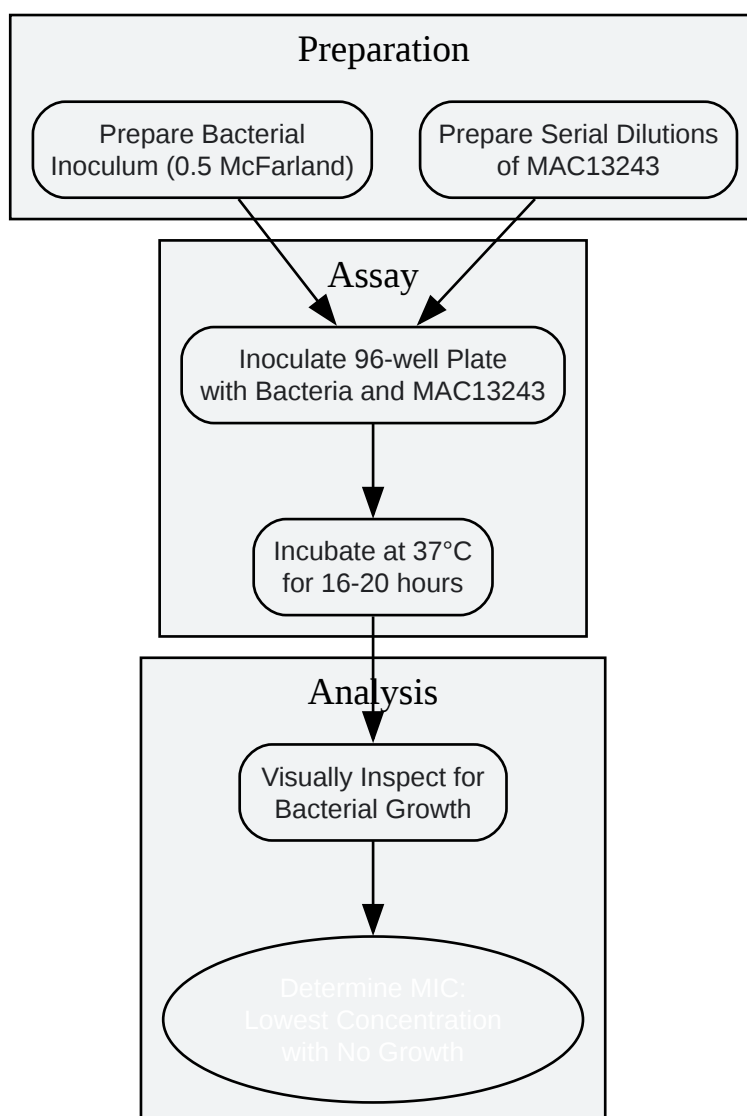 Preparation
Prepare Bacterial
Inoculum (0.5 McFarland)
Prepare Serial Dilutions
of MAC13243
Assay
Inoculate 96-well Plate
with Bacteria and MAC13243
Incubate at 37°C
for 16-20 hours
Analysis
Visually Inspect for
Bacterial Growth
Determine MIC:
Lowest Concentration
with No Growth